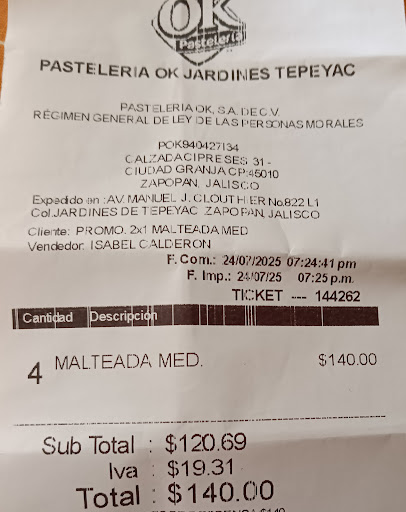 OK
Pastelería
PASTELERIA OK JARDINES TEPEYAC
PASTELERIA OK, S.A. DE C.V
RÉGIMEN GENERAL DE LEY DE LAS PERSONAS MORALES
POK940427134
CALZADA CIPRESES 31 -
CIUDAD GRANJA CP:45010
ZAPOPAN, JALISCO
Expedido en :AV. MANUEL J. CLOUTHIER No.822 L1
Col.JARDINES DE TEPEYAC ZAPOPAN, JALISCO
Cliente: PROMO. 2x1 MALTEADA MED
Vendedor: ISABEL CALDERON
F. Com.: 24/07/2025 07:24:41 pm
F. Imp.: 24/07/25 07:25 p.m.
TICKET --- 144262
Cantidad Descripcion
4 MALTEADA MED. $140.00
Sub Total : $120.69
Iva : $19.31
Total : $140.00